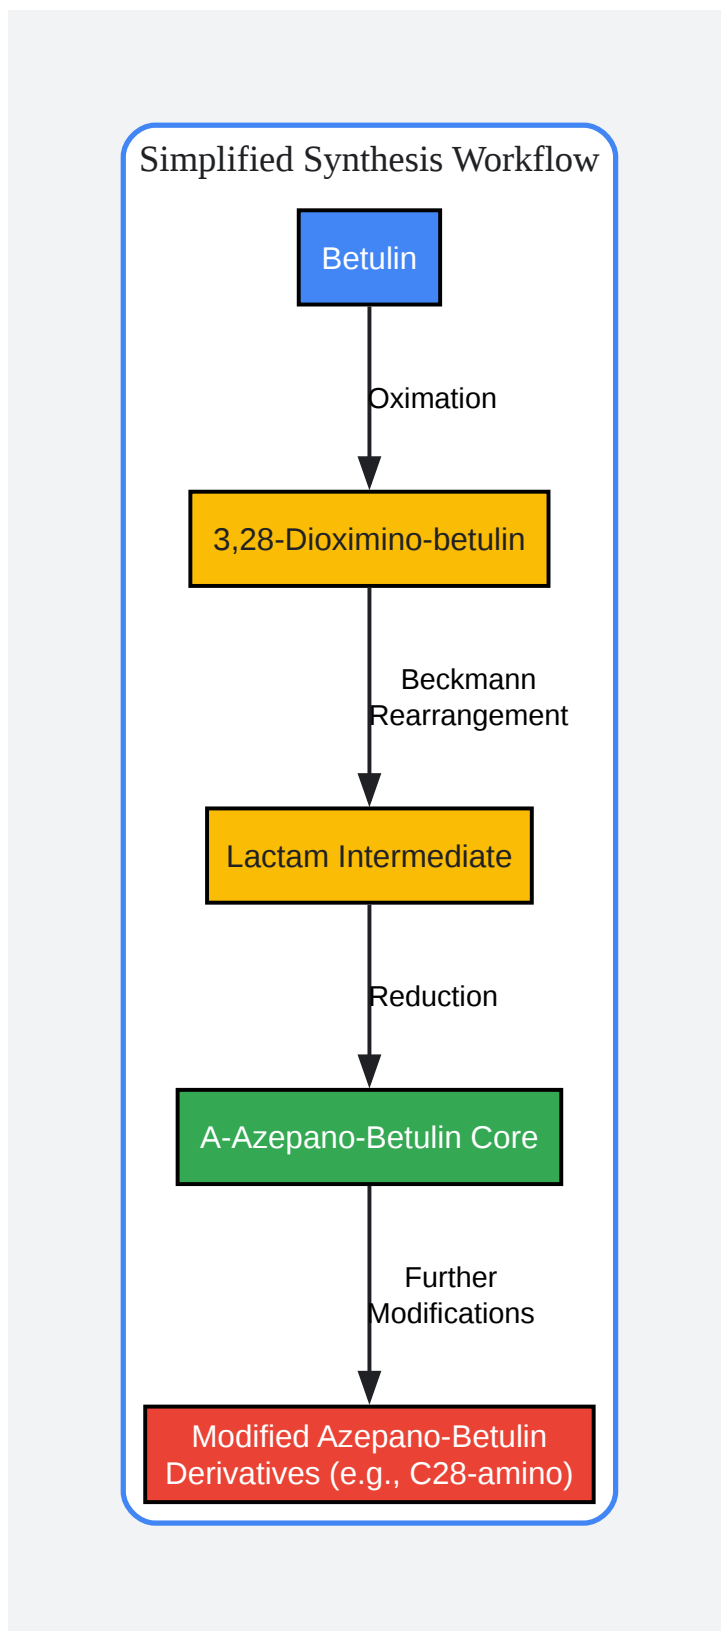 Simplified Synthesis Workflow
Betulin
Oximation
3,28-Dioximino-betulin
Beckmann
Rearrangement
Lactam Intermediate
Reduction
A-Azepano-Betulin Core
Further
Modifications
Modified Azepano-Betulin
Derivatives (e.g., C28-amino)